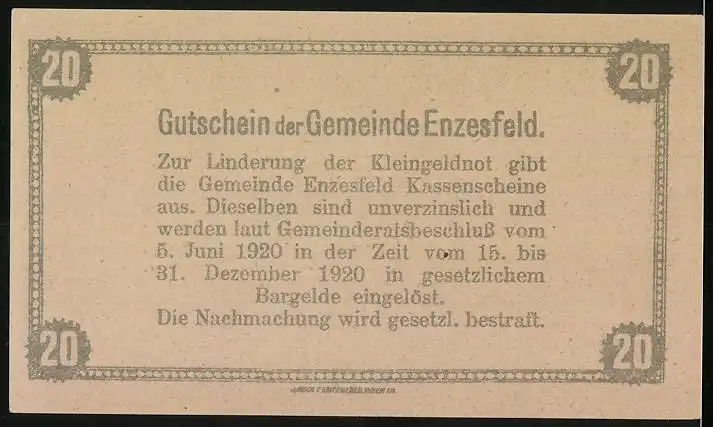 20 20
Gutschein der Gemeinde Enzesfeld.
Zur Linderung der Kleingeldnot gibt
die Gemeinde Enzesfeld Kassenscheine
aus. Dieselben sind unverzinslich und
werden laut Gemeinderatsbeschluß vom
5. Juni 1920 in der Zeit vom 15. bis
31. Dezember 1920 in gesetzlichem
Bargelde eingelöst.
Die Nachmachung wird gesetzl. bestraft.
20 20